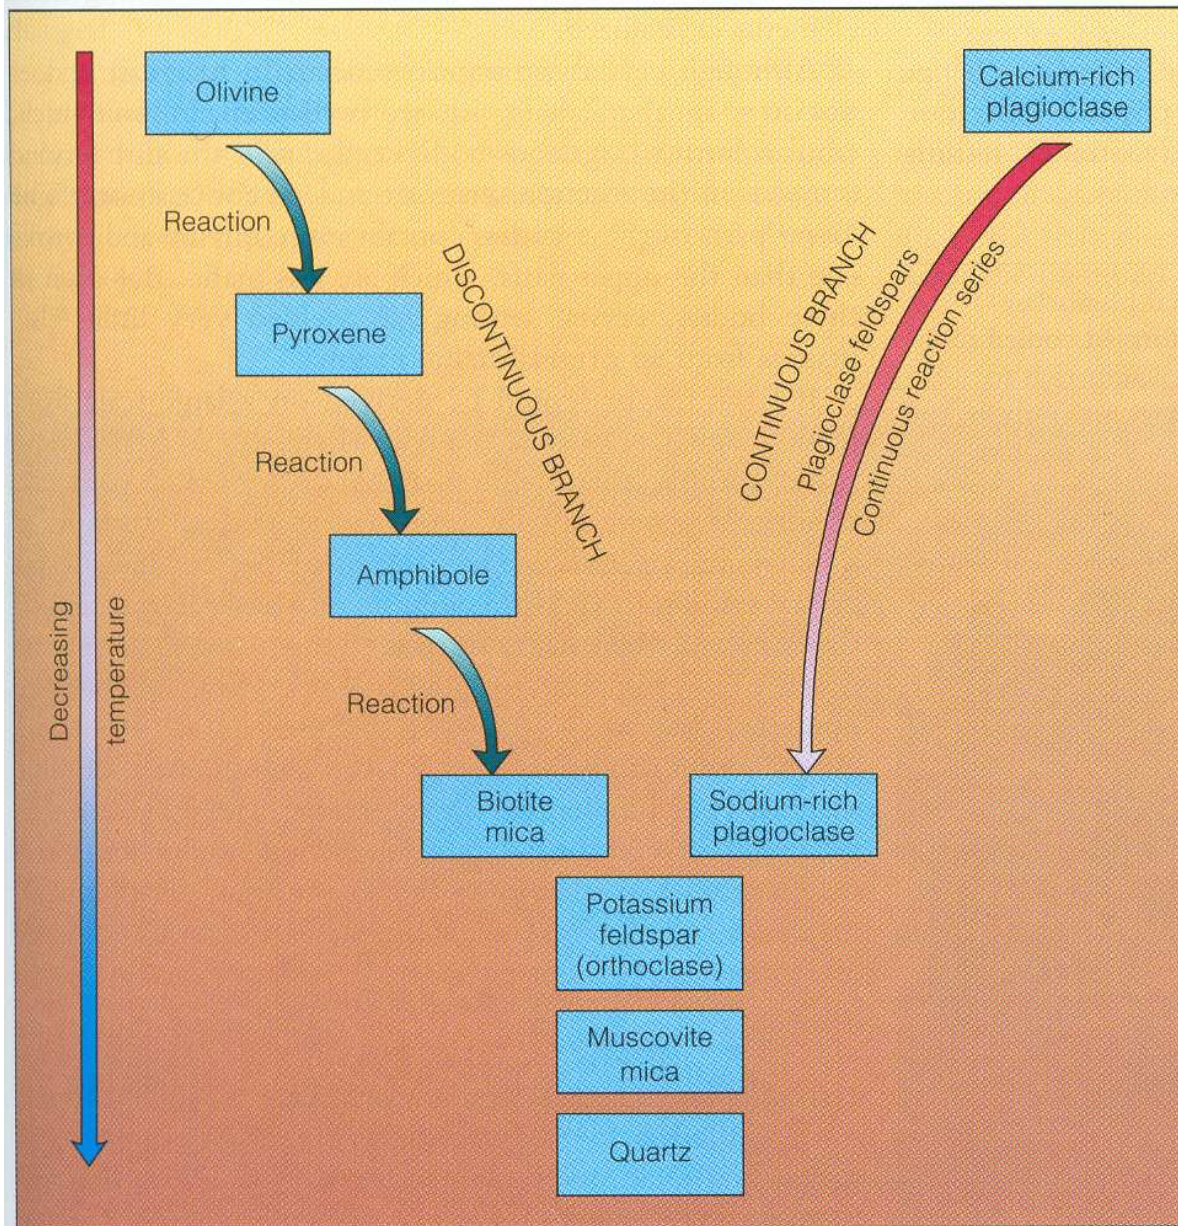 Olivine
Calcium-rich
plagioclase
Reaction
Pyroxene
DISCONTINUOUS BRANCH
CONTINUOUS BRANCH
Plagioclase feldspars
Continuous reaction series
Reaction
Amphibole
Decreasing
temperature
Reaction
Biotite
mica
Sodium-rich
plagioclase
Potassium
feldspar
(orthoclase)
Muscovite
mica
Quartz